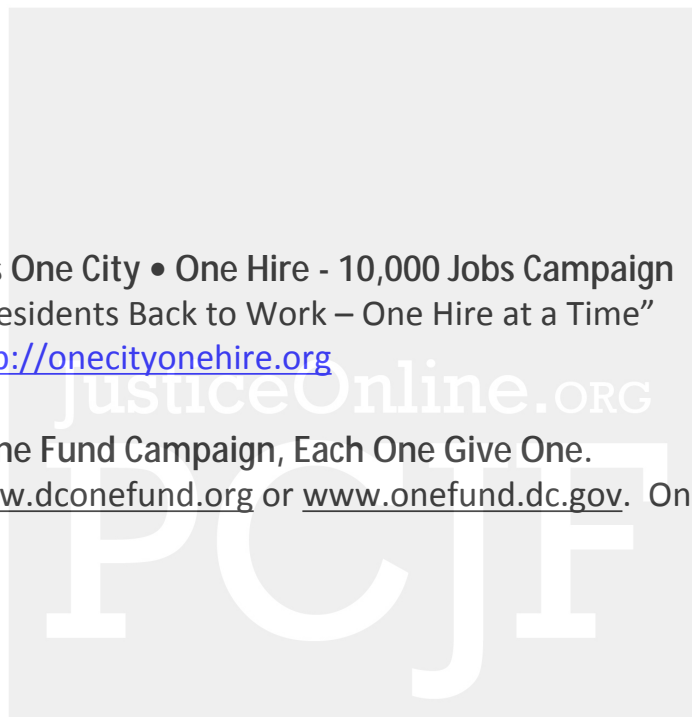 s One City • One Hire - 10,000 Jobs Campaign
esidents Back to Work – One Hire at a Time”
p://onecityonehire.org
JusticeOnline.ORG
ne Fund Campaign, Each One Give One.
w.dconefund.org or www.onefund.dc.gov. On
PCJF